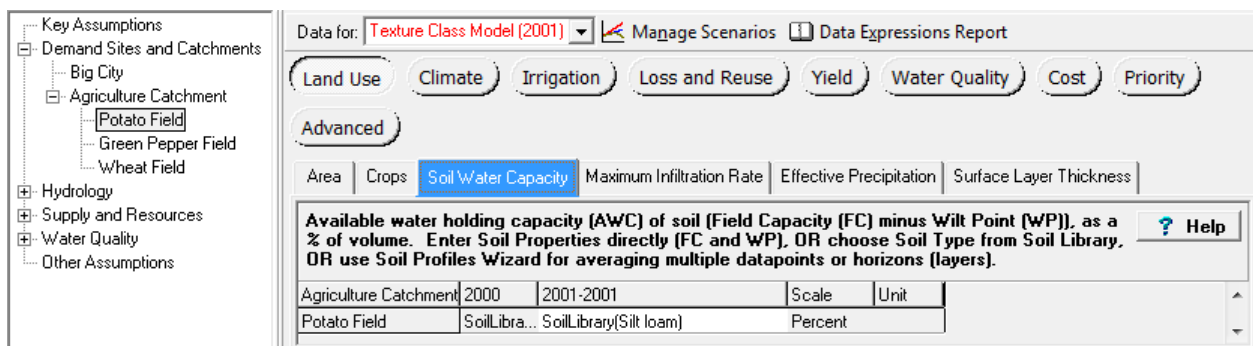 Key Assumptions
Demand Sites and Catchments
Big City
Agriculture Catchment
Potato Field
Green Pepper Field
Wheat Field
Hydrology
Supply and Resources
Water Quality
Other Assumptions
Data for: Texture Class Model (2001) Manage Scenarios Data Expressions Report
Land Use Climate Irrigation Loss and Reuse Yield Water Quality Cost Priority
Advanced
Area Crops Soil Water Capacity Maximum Infiltration Rate Effective Precipitation Surface Layer Thickness
Available water holding capacity (AWC) of soil (Field Capacity (FC) minus Wilt Point (WP)), as a
% of volume. Enter Soil Properties directly (FC and WP), OR choose Soil Type from Soil Library,
OR use Soil Profiles Wizard for averaging multiple datapoints or horizons (layers).
? Help
Agriculture Catchment 2000 2001-2001 Scale Unit
Potato Field SoilLibra... SoilLibrary(Silt loam) Percent